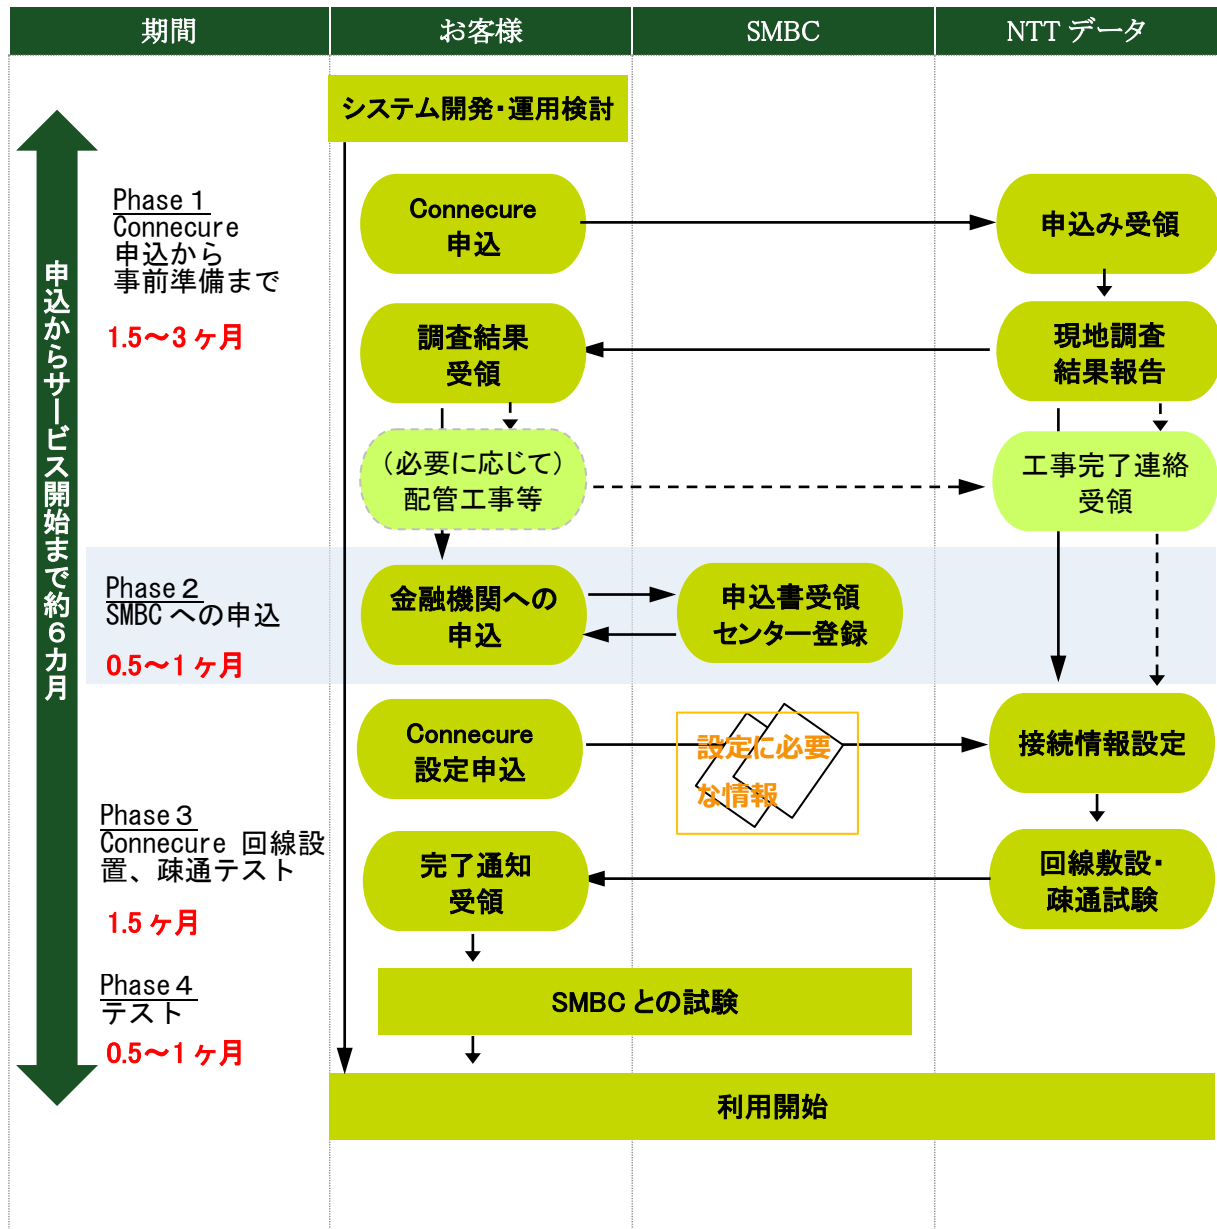 期間
お客様
SMBC
NTT データ
システム開発・運用検討
申込からサービス開始まで約６カ月
Phase１
Connecure
申込から
事前準備まで
1.5～3 ヶ月
Connecure
申込
申込み受領
調査結果
受領
現地調査
結果報告
（必要に応じて）
配管工事等
工事完了連絡
受領
Phase２
SMBC への申込
0.5～1 ヶ月
金融機関への
申込
申込書受領
センター登録
Connecure
設定申込
設定に必要
な情報
接続情報設定
Phase３
Connecure 回線設
置、疎通テスト
1.5 ヶ月
完了通知
受領
回線敷設・
疎通試験
Phase４
テスト
0.5～1 ヶ月
SMBC との試験
利用開始